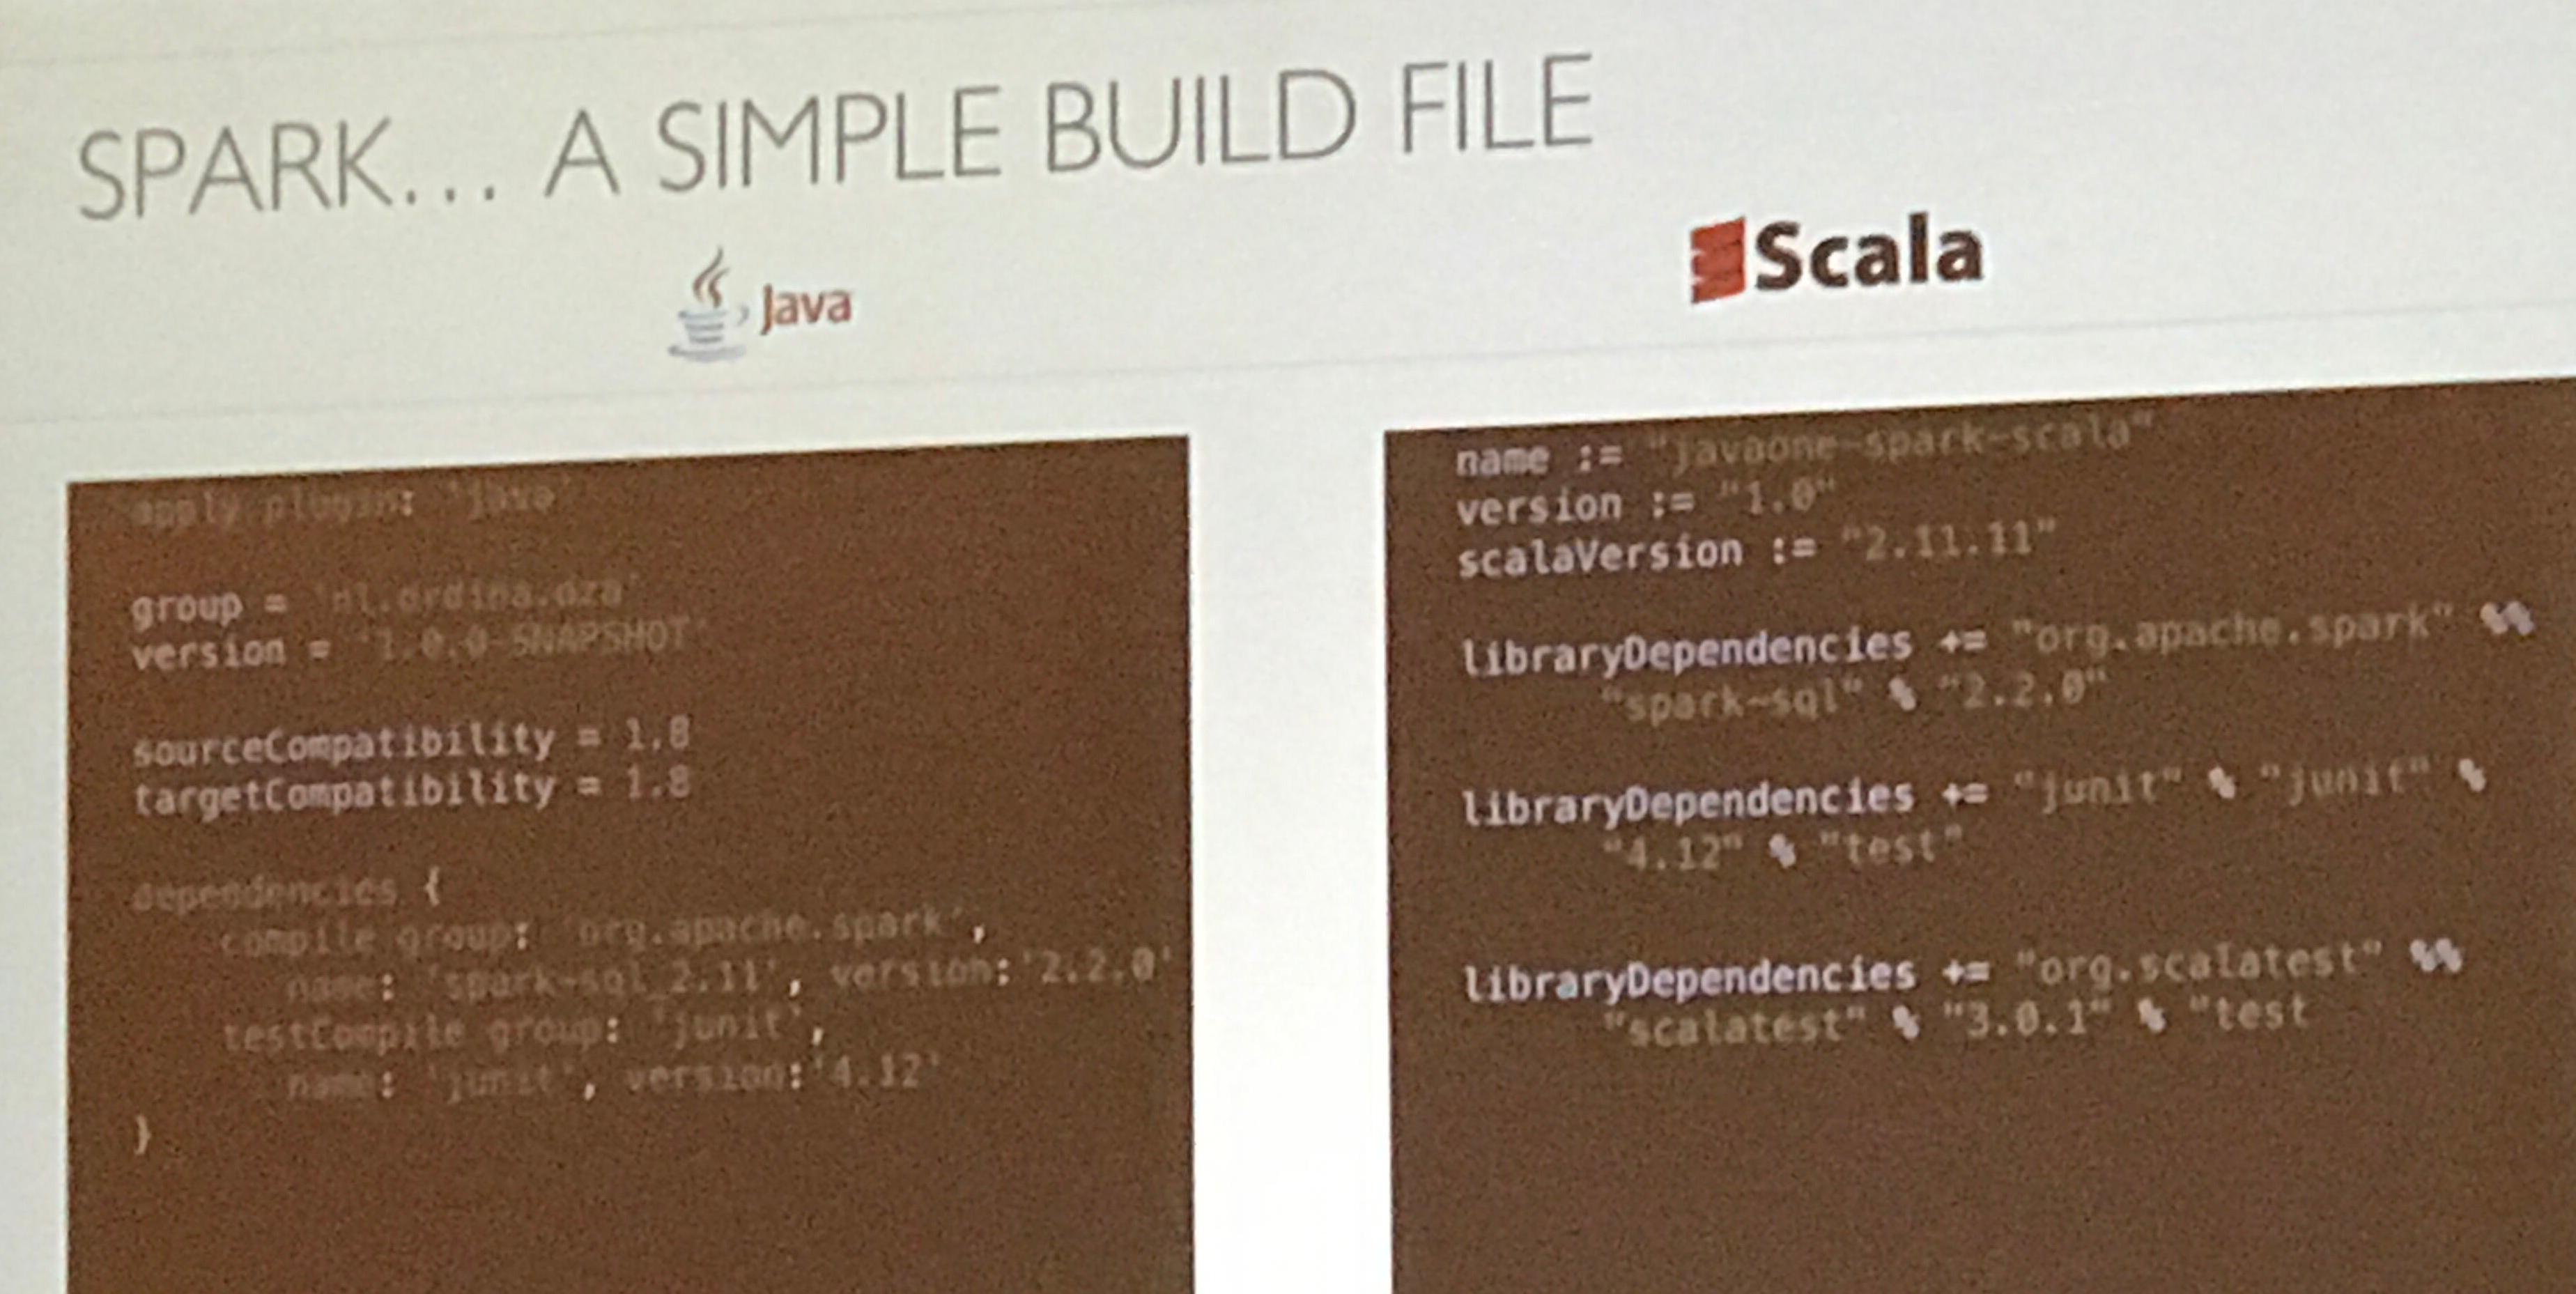 SPARK... A SIMPLE BUILD FILE
Java
apply plugin: 'java'
group = 'nl.ordina.
version = '1.0.0-SNAPSHOT'
sourceCompatibility = 1.8
targetCompatibility = 1.8
dependencies {
compile group: 'org.apache.spark',
name: 'spark-sql_2.11', version:'2.2.0'
testCompile group: 'junit',
name: 'junit', version:'4.12'
}
Scala
name := "javaone-spark-scala"
version := "1.0"
scalaVersion := "2.11.11"
libraryDependencies += "org.apache.spark" %%
"spark-sql" % "2.2.0"
libraryDependencies += "junit" % "junit" %
"4.12" % "test"
libraryDependencies += "org.scalatest" %%
"scalatest" % "3.0.1" % "test